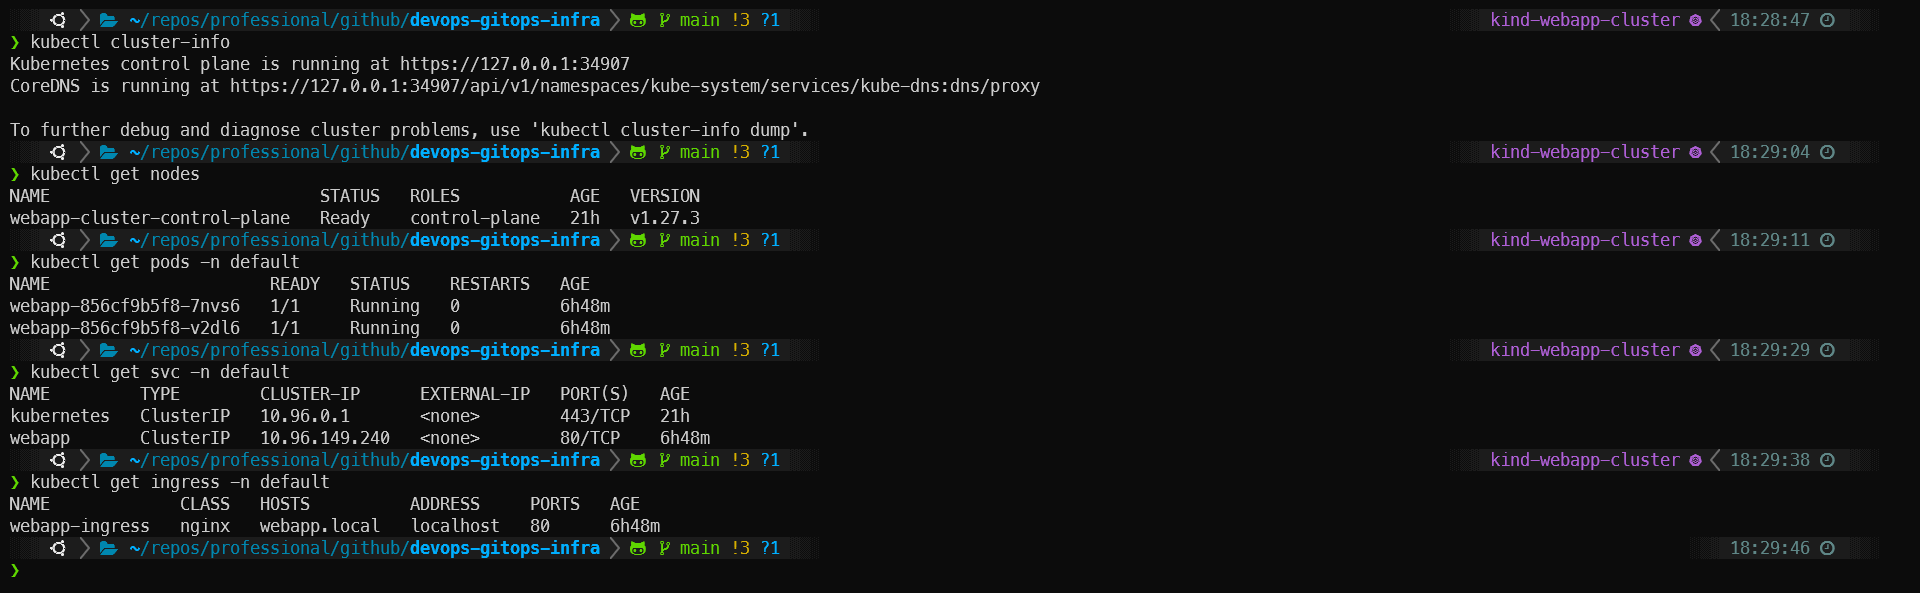 ~/repos/professional/github/devops-gitops-infra main !3 ?1 kind-webapp-cluster 18:28:47
❯ kubectl cluster-info
Kubernetes control plane is running at https://127.0.0.1:34907
CoreDNS is running at https://127.0.0.1:34907/api/v1/namespaces/kube-system/services/kube-dns:dns/proxy
To further debug and diagnose cluster problems, use 'kubectl cluster-info dump'.
~/repos/professional/github/devops-gitops-infra main !3 ?1 kind-webapp-cluster 18:29:04
❯ kubectl get nodes
NAME STATUS ROLES AGE VERSION
webapp-cluster-control-plane Ready control-plane 21h v1.27.3
~/repos/professional/github/devops-gitops-infra main !3 ?1 kind-webapp-cluster 18:29:11
❯ kubectl get pods -n default
NAME READY STATUS RESTARTS AGE
webapp-856cf9b5f8-7nvs6 1/1 Running 0 6h48m
webapp-856cf9b5f8-v2dl6 1/1 Running 0 6h48m
~/repos/professional/github/devops-gitops-infra main !3 ?1 kind-webapp-cluster 18:29:29
❯ kubectl get svc -n default
NAME TYPE CLUSTER-IP EXTERNAL-IP PORT(S) AGE
kubernetes ClusterIP 10.96.0.1 <none> 443/TCP 21h
webapp ClusterIP 10.96.149.240 <none> 80/TCP 6h48m
~/repos/professional/github/devops-gitops-infra main !3 ?1 kind-webapp-cluster 18:29:38
❯ kubectl get ingress -n default
NAME CLASS HOSTS ADDRESS PORTS AGE
webapp-ingress nginx webapp.local localhost 80 6h48m
~/repos/professional/github/devops-gitops-infra main !3 ?1 18:29:46
❯